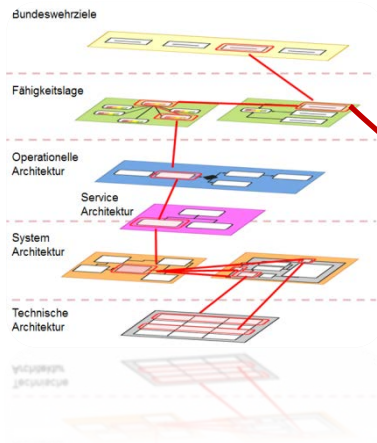 Bundeswehrziele
Fähigkeitslage
Operationelle
Architektur
Service
Architektur
System
Architektur
Technische
Architektur